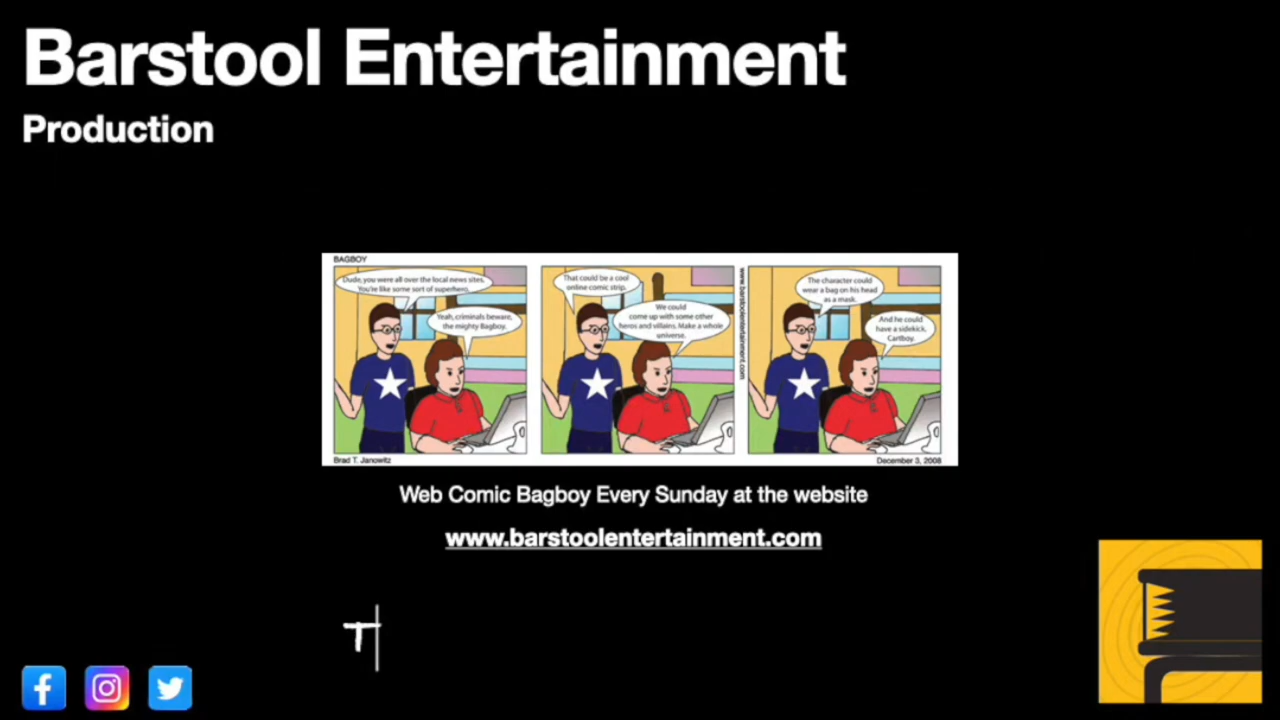 Barstool Entertainment
Production
BAGBOY
Dude, you were all over the local news sites.
You're like some sort of superhero.
Yeah, criminals beware,
the mighty Bagboy.
That could be a cool
online comic strip.
We could
come up with some other
heros and villains. Make a whole
universe.
www.barstoolentertainment.com
The character could
wear a bag on his head
as a mask.
And he could
have a sidekick,
Cartboy.
Brad T. Janowitz
December 3, 2008
Web Comic Bagboy Every Sunday at the website
www.barstoolentertainment.com
T